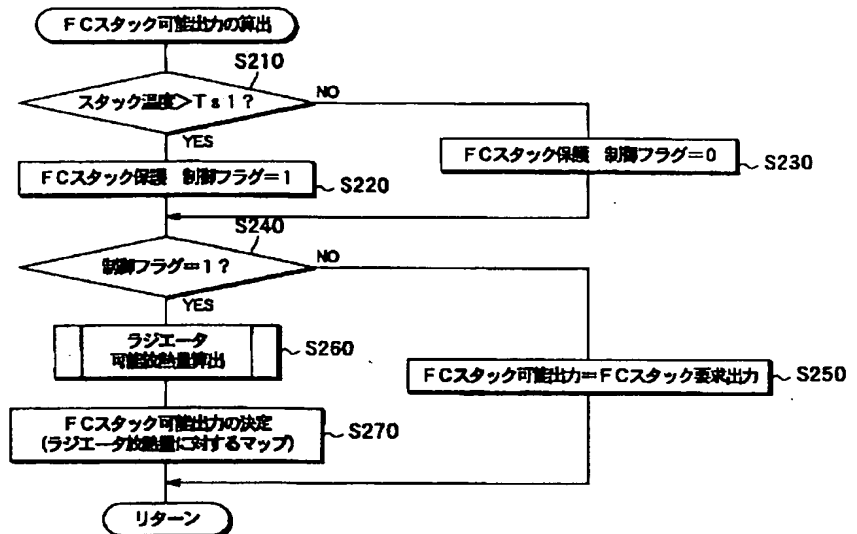 FCスタック可能出力の算出
S210
スタック温度>Ts1?
NO
YES
FCスタック保護 制御フラグ=1
S220
FCスタック保護 制御フラグ=0
S230
S240
制御フラグ=1?
NO
YES
ラジエータ
可能放熱量算出
S260
FCスタック可能出力=FCスタック要求出力
S250
FCスタック可能出力の決定
(ラジエータ放熱量に対するマップ)
S270
リターン